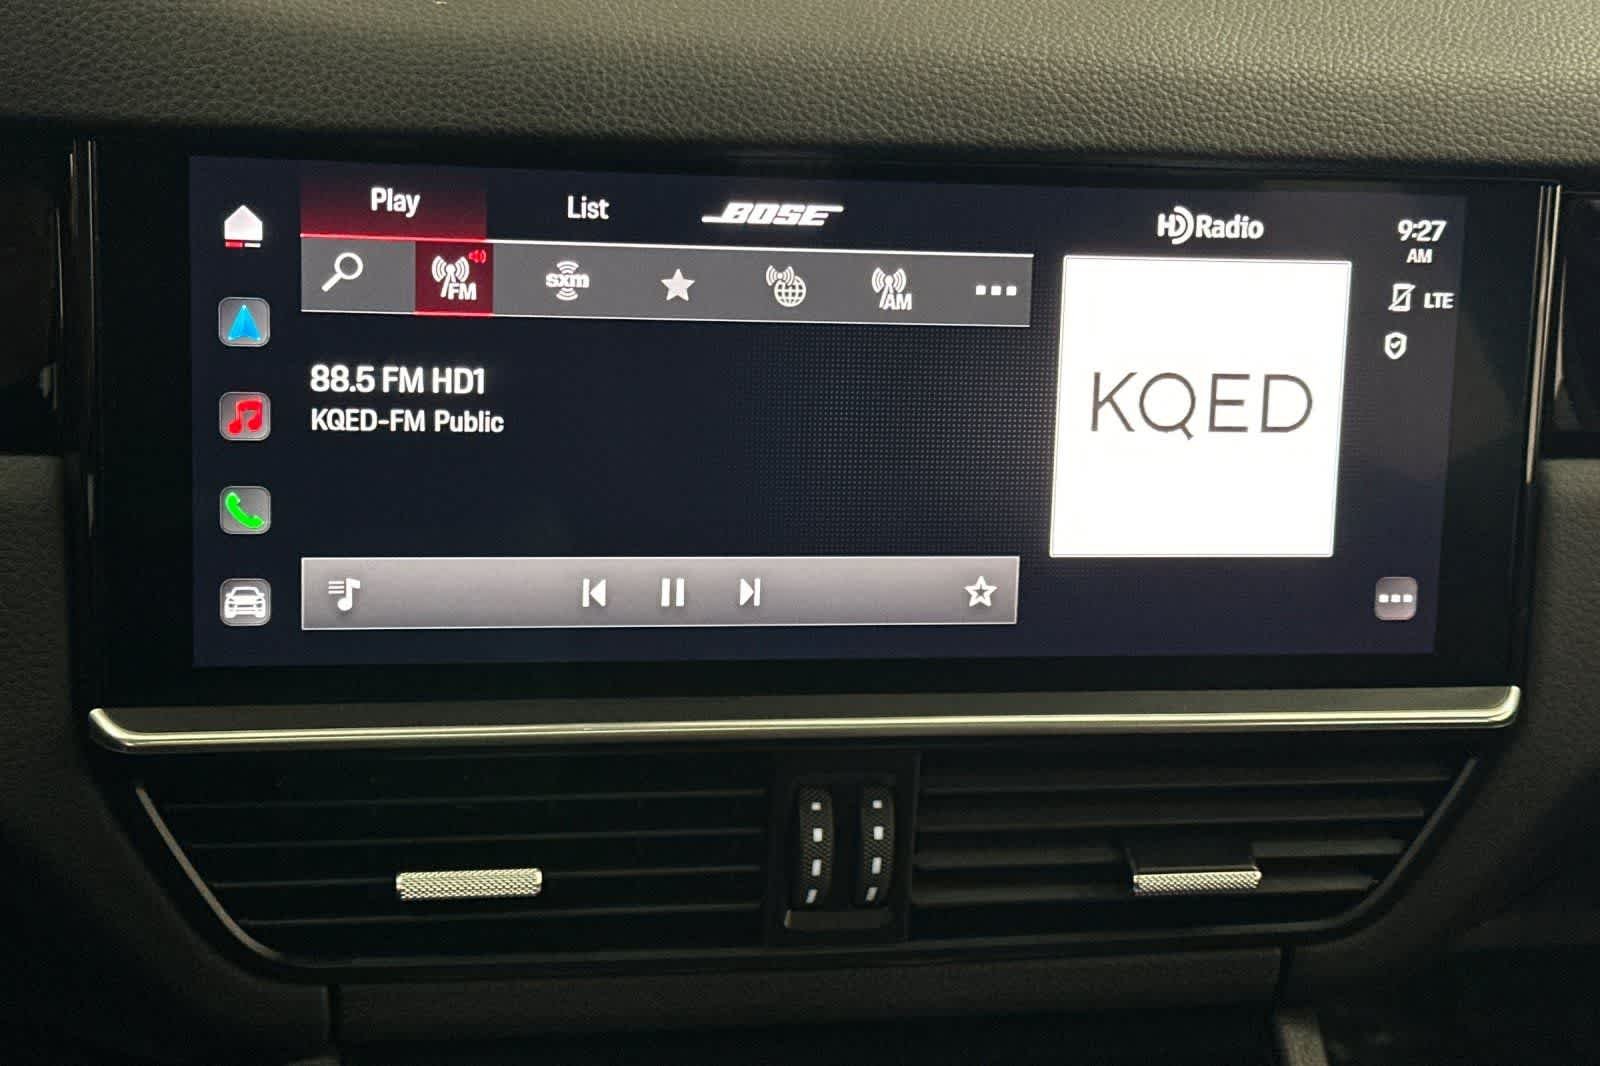 Play
List
BOSE
HD Radio
9:27
AM
LTE
FM
sxm
AM
88.5 FM HD1
KQED-FM Public
KQED